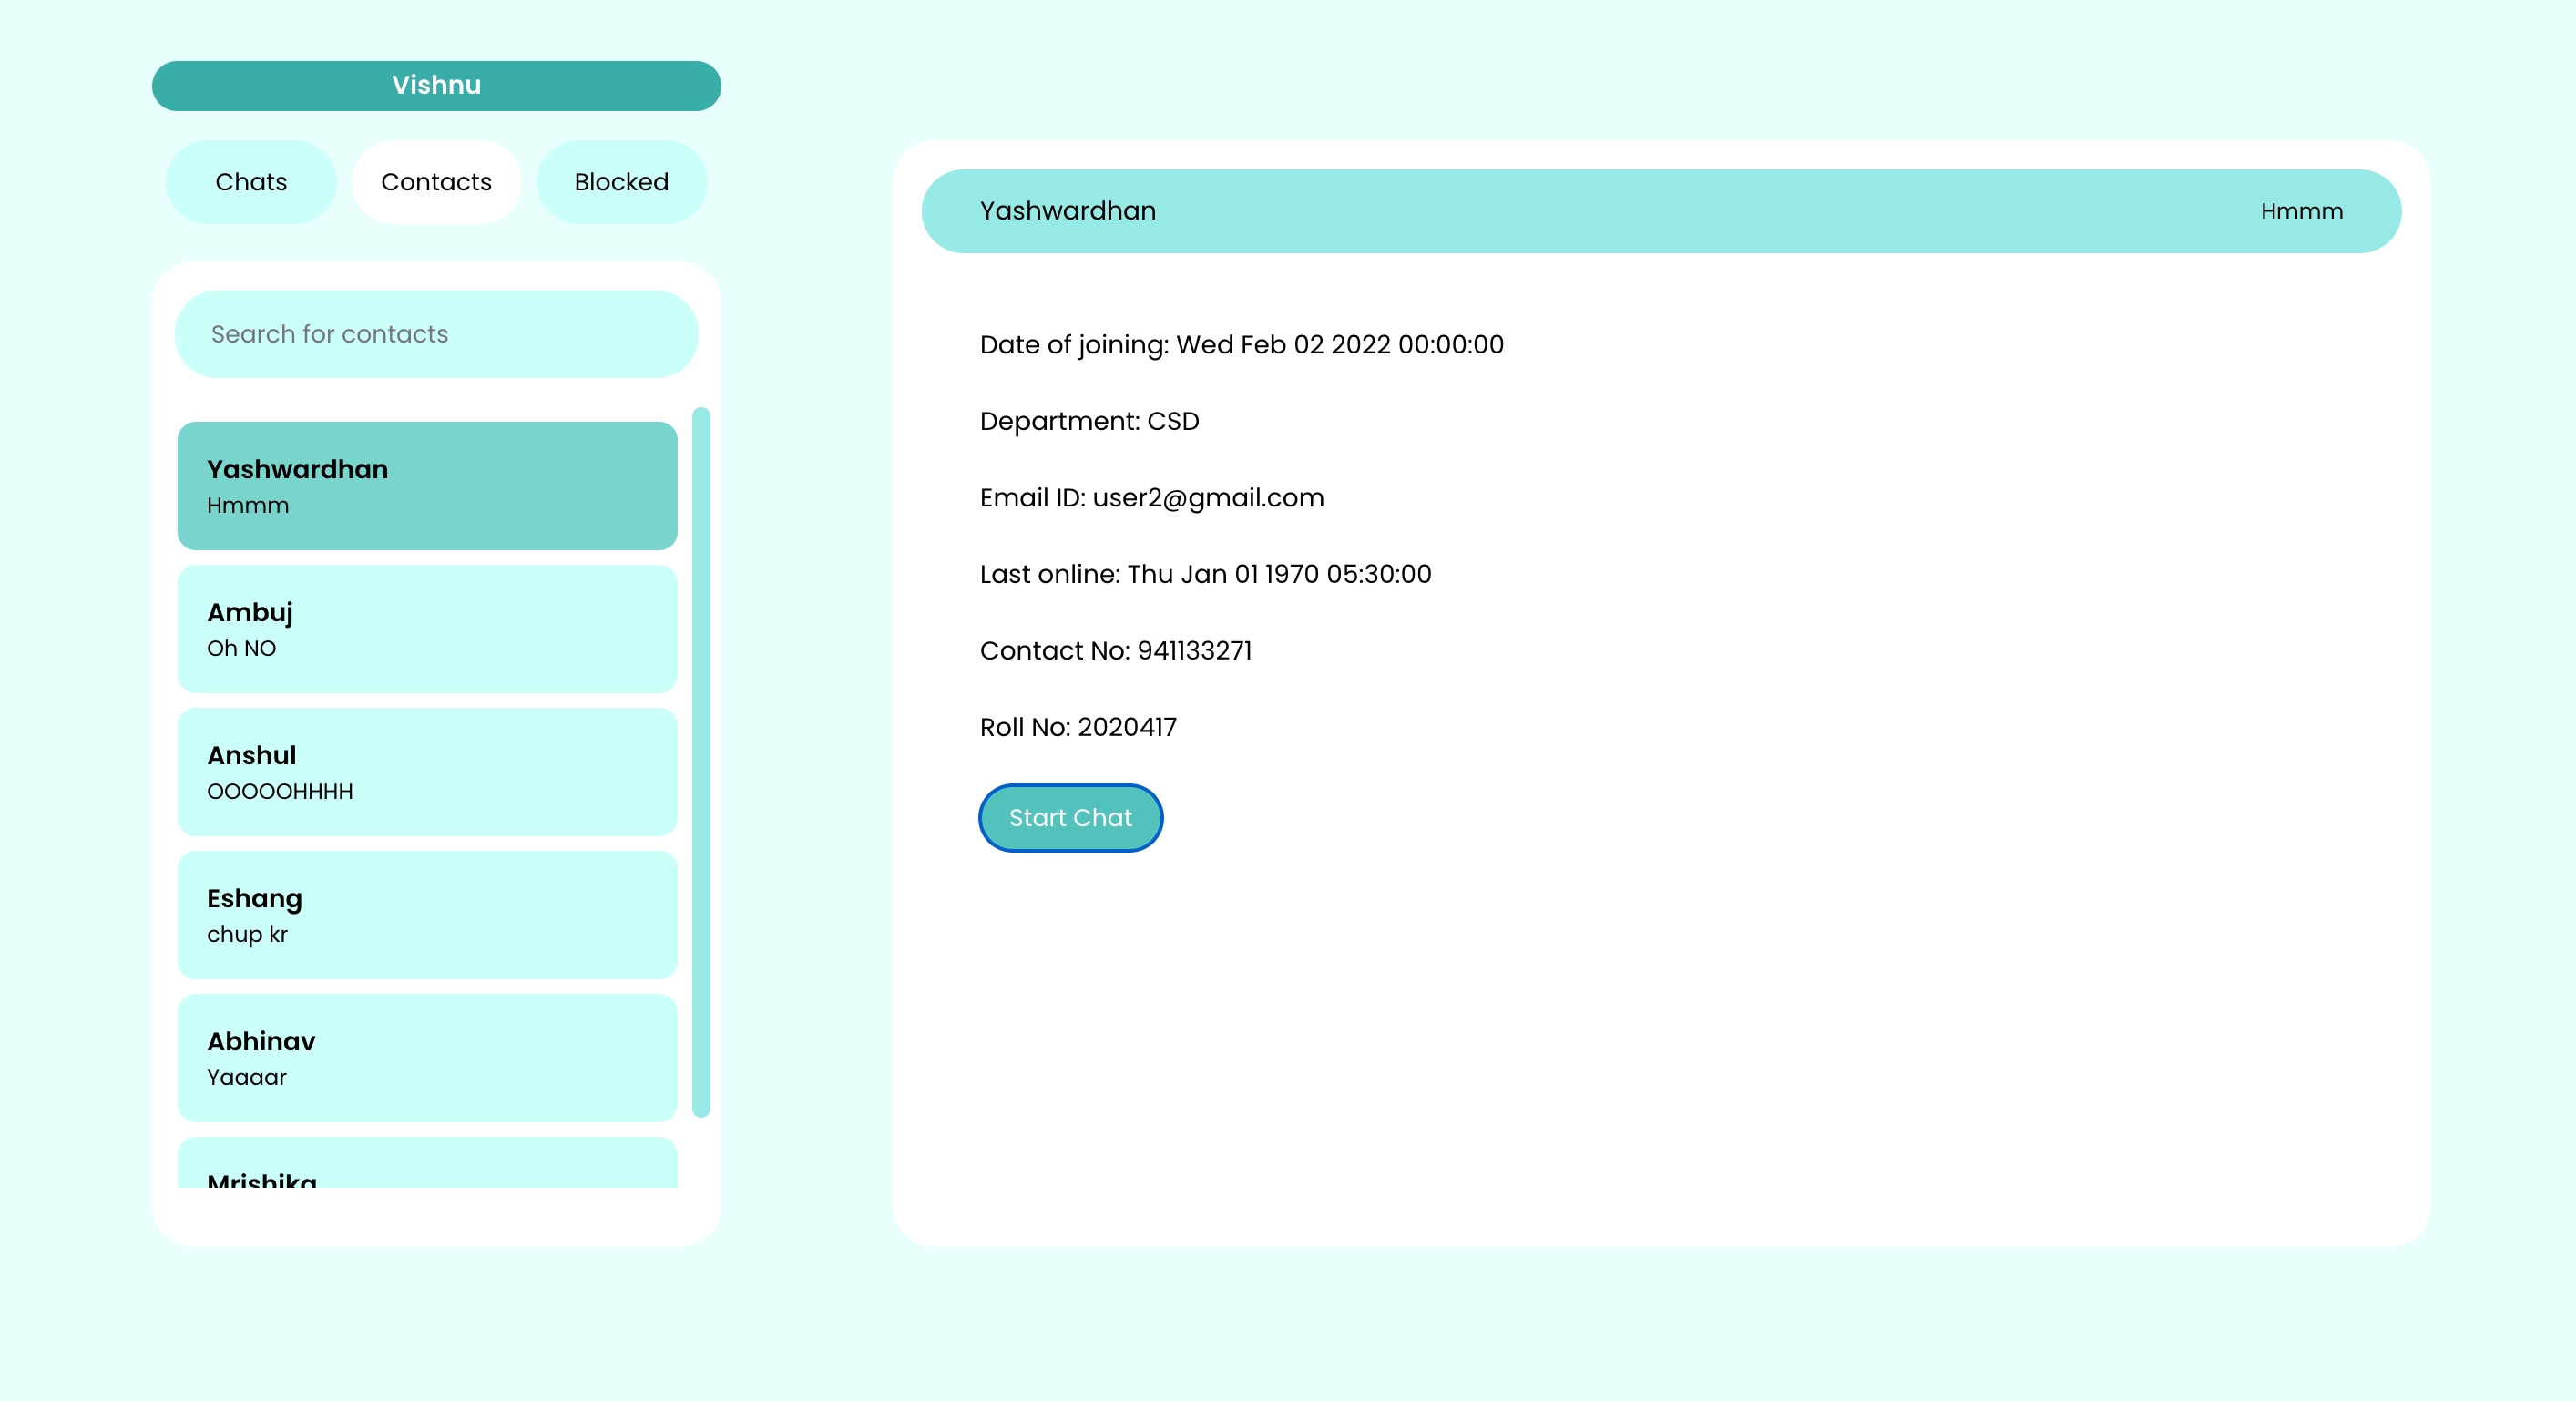 Vishnu
Chats
Contacts
Blocked
Search for contacts
Yashwardhan
Hmmm
Ambuj
Oh NO
Anshul
OOOOOHHHH
Eshang
chup kr
Abhinav
Yaaaar
Mrishika
Yashwardhan
Hmmm
Date of joining: Wed Feb 02 2022 00:00:00
Department: CSD
Email ID: user2@gmail.com
Last online: Thu Jan 01 1970 05:30:00
Contact No: 941133271
Roll No: 2020417
Start Chat